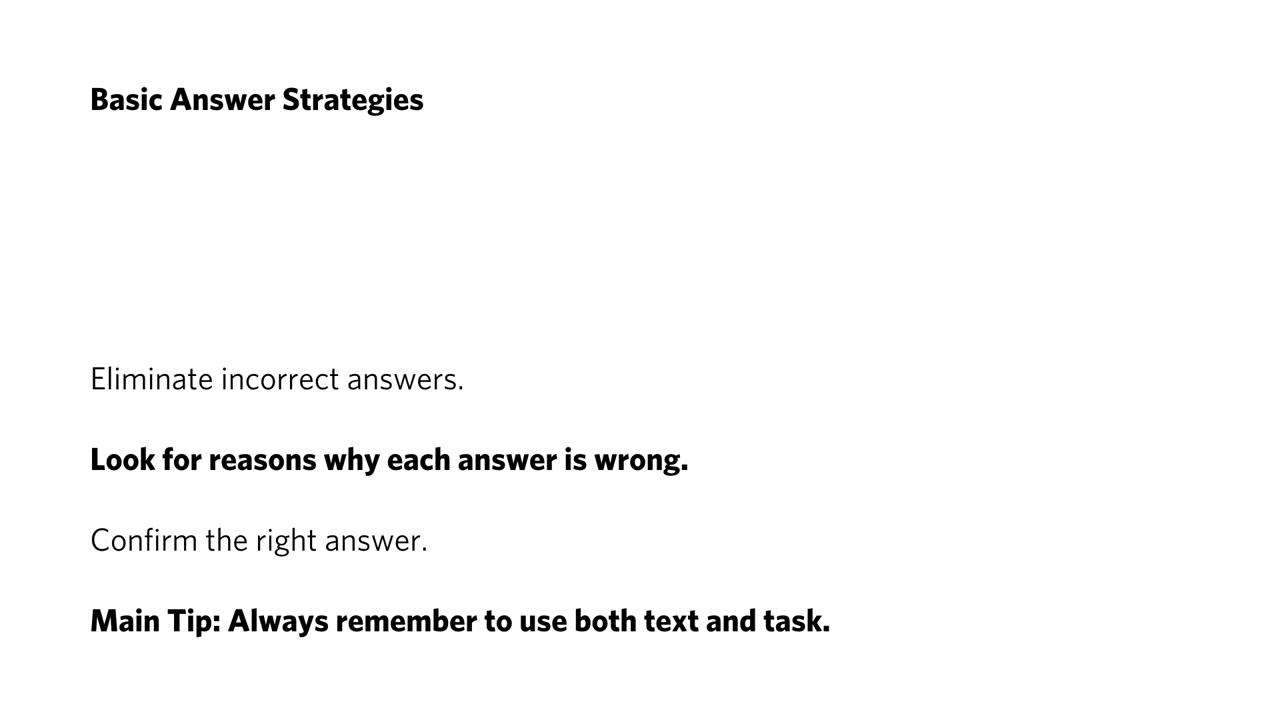 Basic Answer Strategies
Eliminate incorrect answers.
Look for reasons why each answer is wrong.
Confirm the right answer.
Main Tip: Always remember to use both text and task.